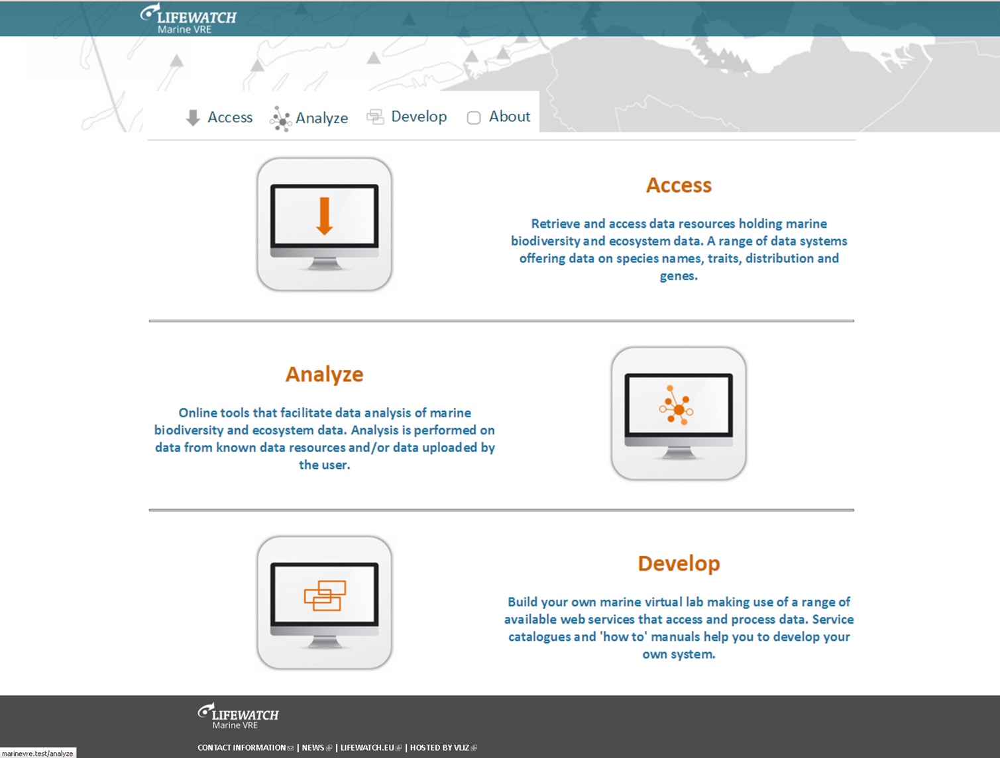 LIFEWATCH
Marine VRE
Access Analyze Develop About
Access
Retrieve and access data resources holding marine
biodiversity and ecosystem data. A range of data systems
offering data on species names, traits, distribution and
genes.
Analyze
Online tools that facilitate data analysis of marine
biodiversity and ecosystem data. Analysis is performed on
data from known data resources and/or data uploaded by
the user.
Develop
Build your own marine virtual lab making use of a range of
available web services that access and process data. Service
catalogues and 'how to' manuals help you to develop your
own system.
LIFEWATCH
Marine VRE
CONTACT INFORMATION | NEWS | LIFEWATCH.EU | HOSTED BY VLIZ
marinevre.test/analyze